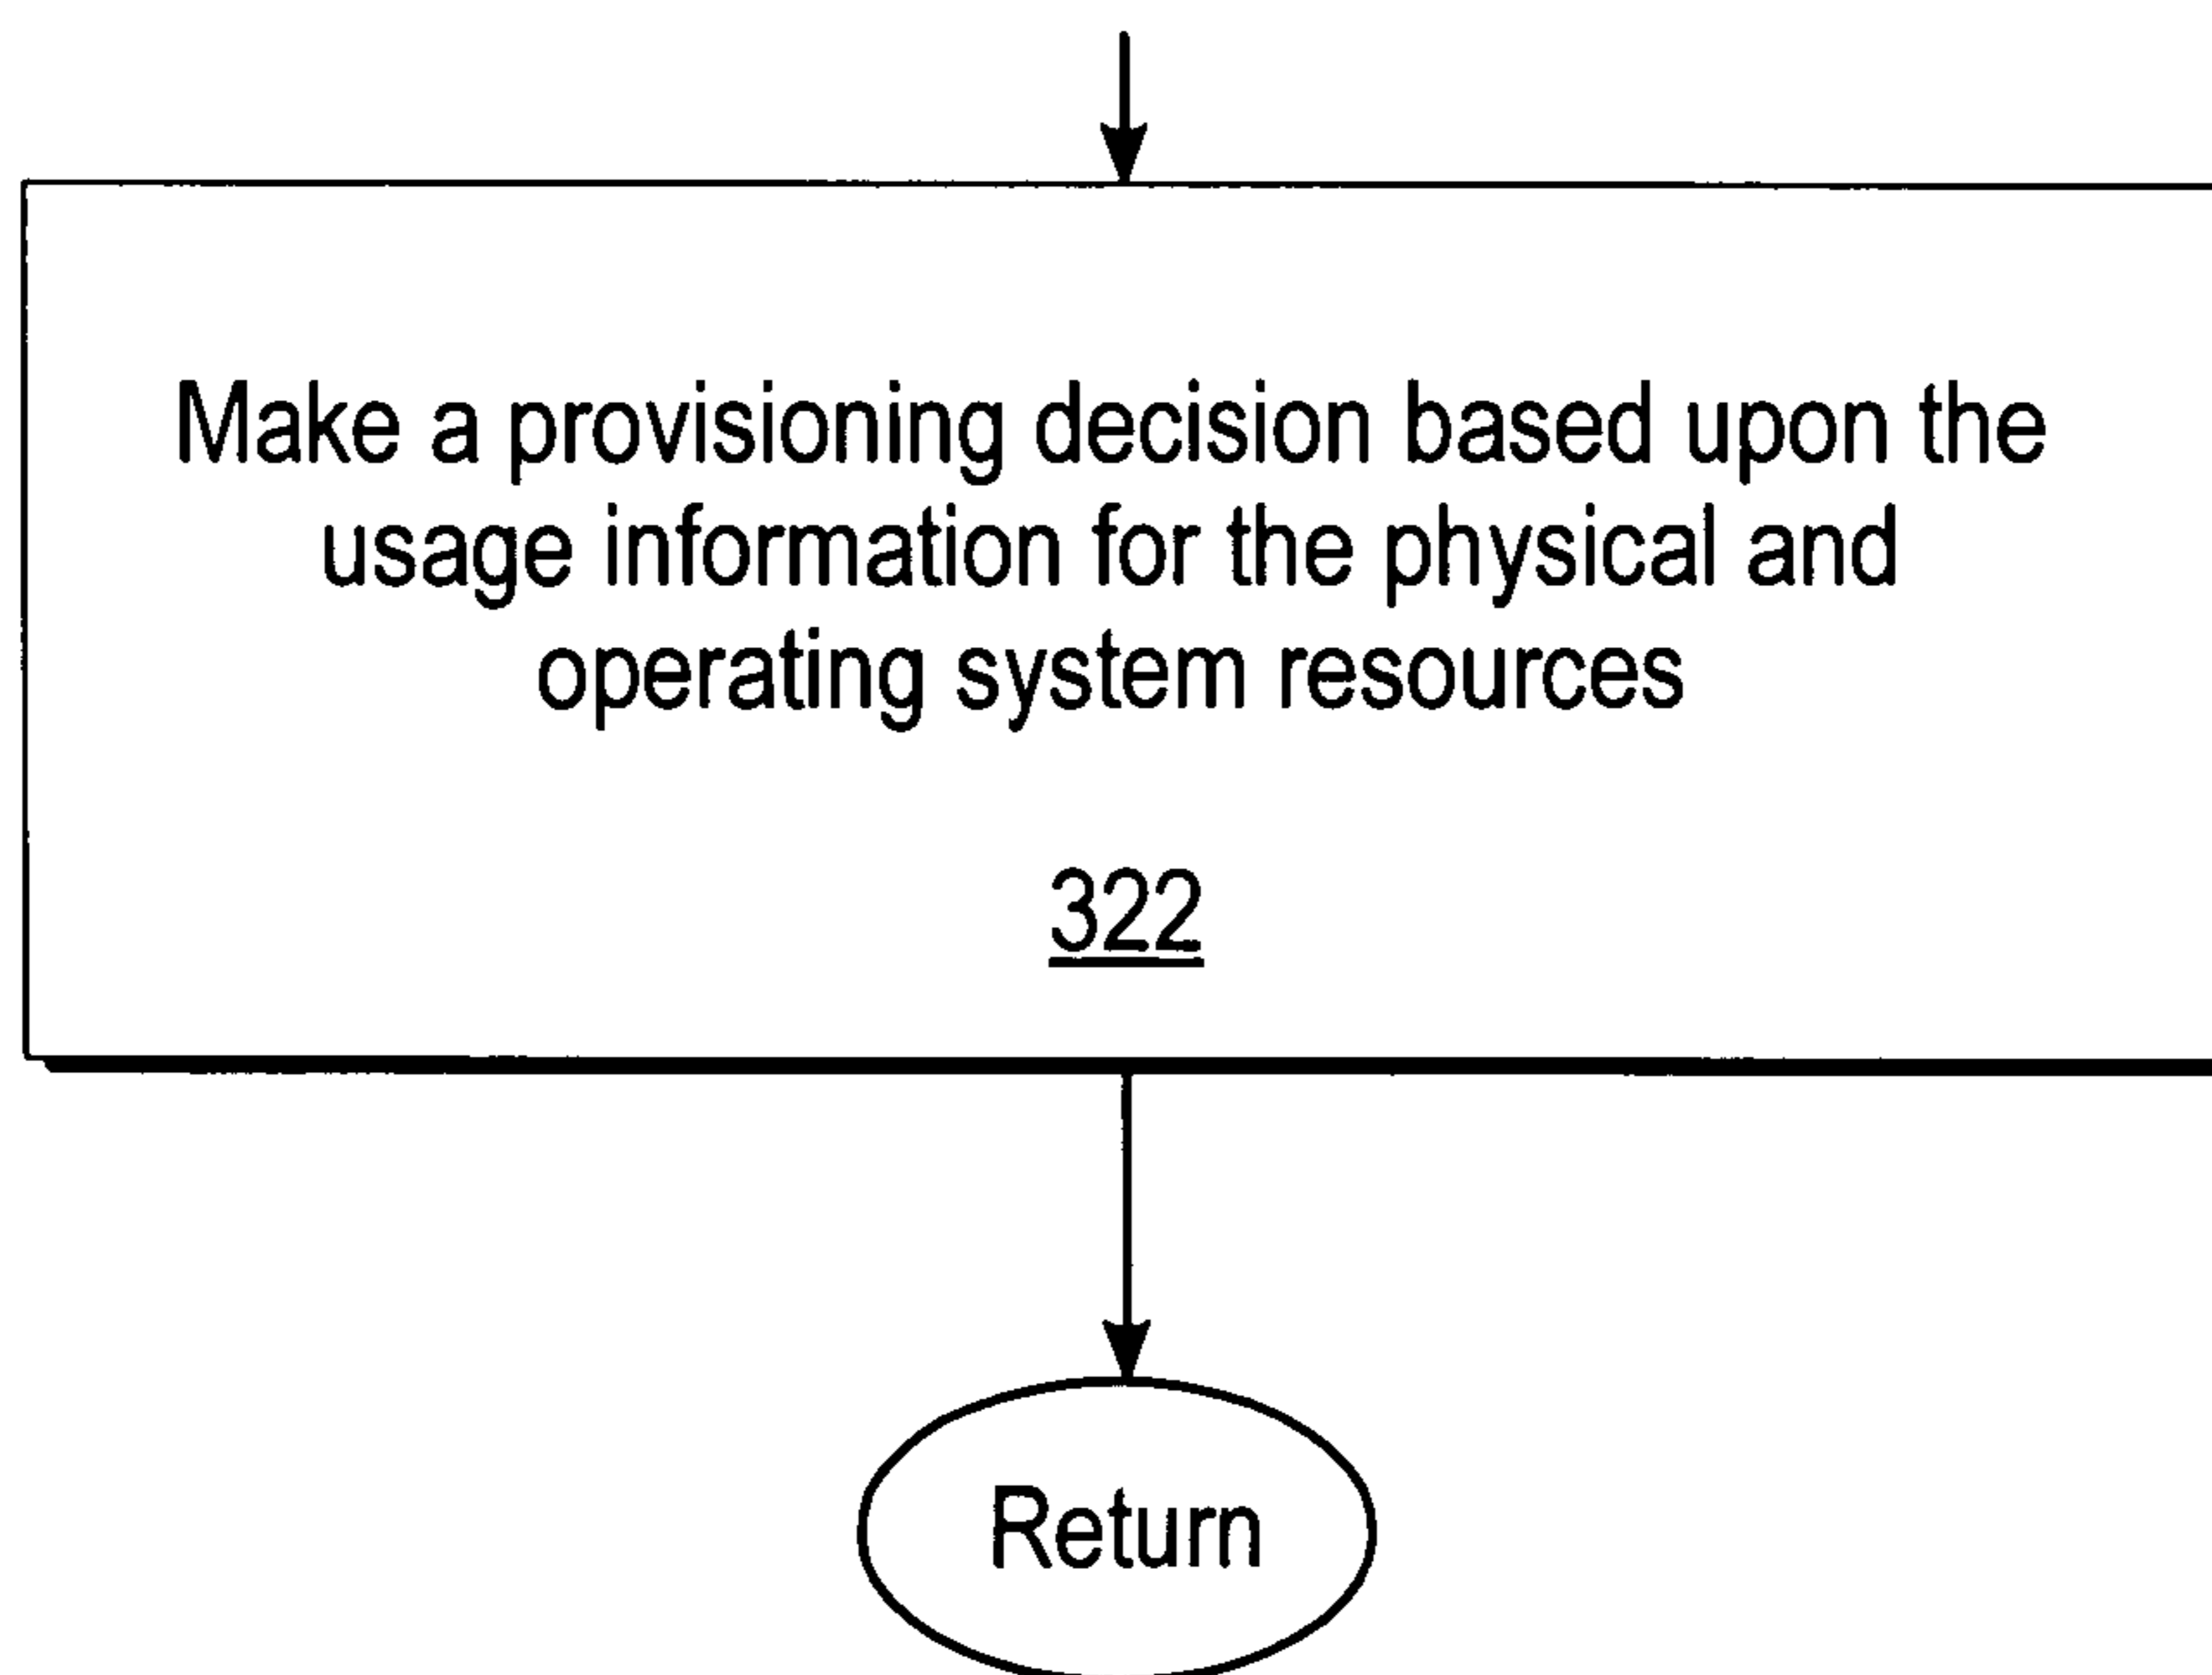 Make a provisioning decision based upon the
usage information for the physical and
operating system resources
322
Return